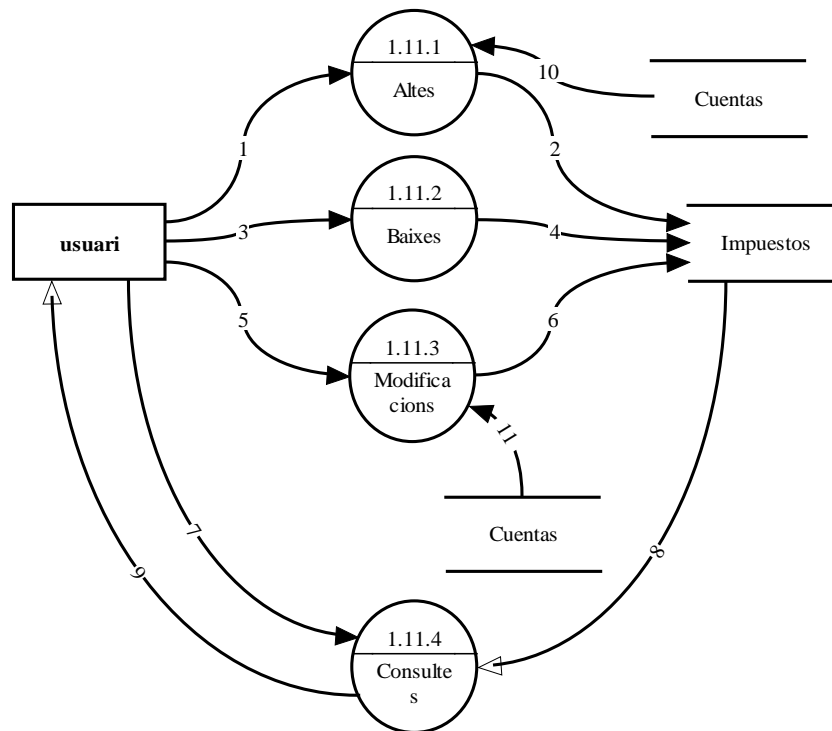 1.11.1
Altes
10
Cuentas
1
2
1.11.2
Baixes
usuari
3
4
Impuestos
5
6
1.11.3
Modifica
cions
11
Cuentas
7
8
9
1.11.4
Consulte
s